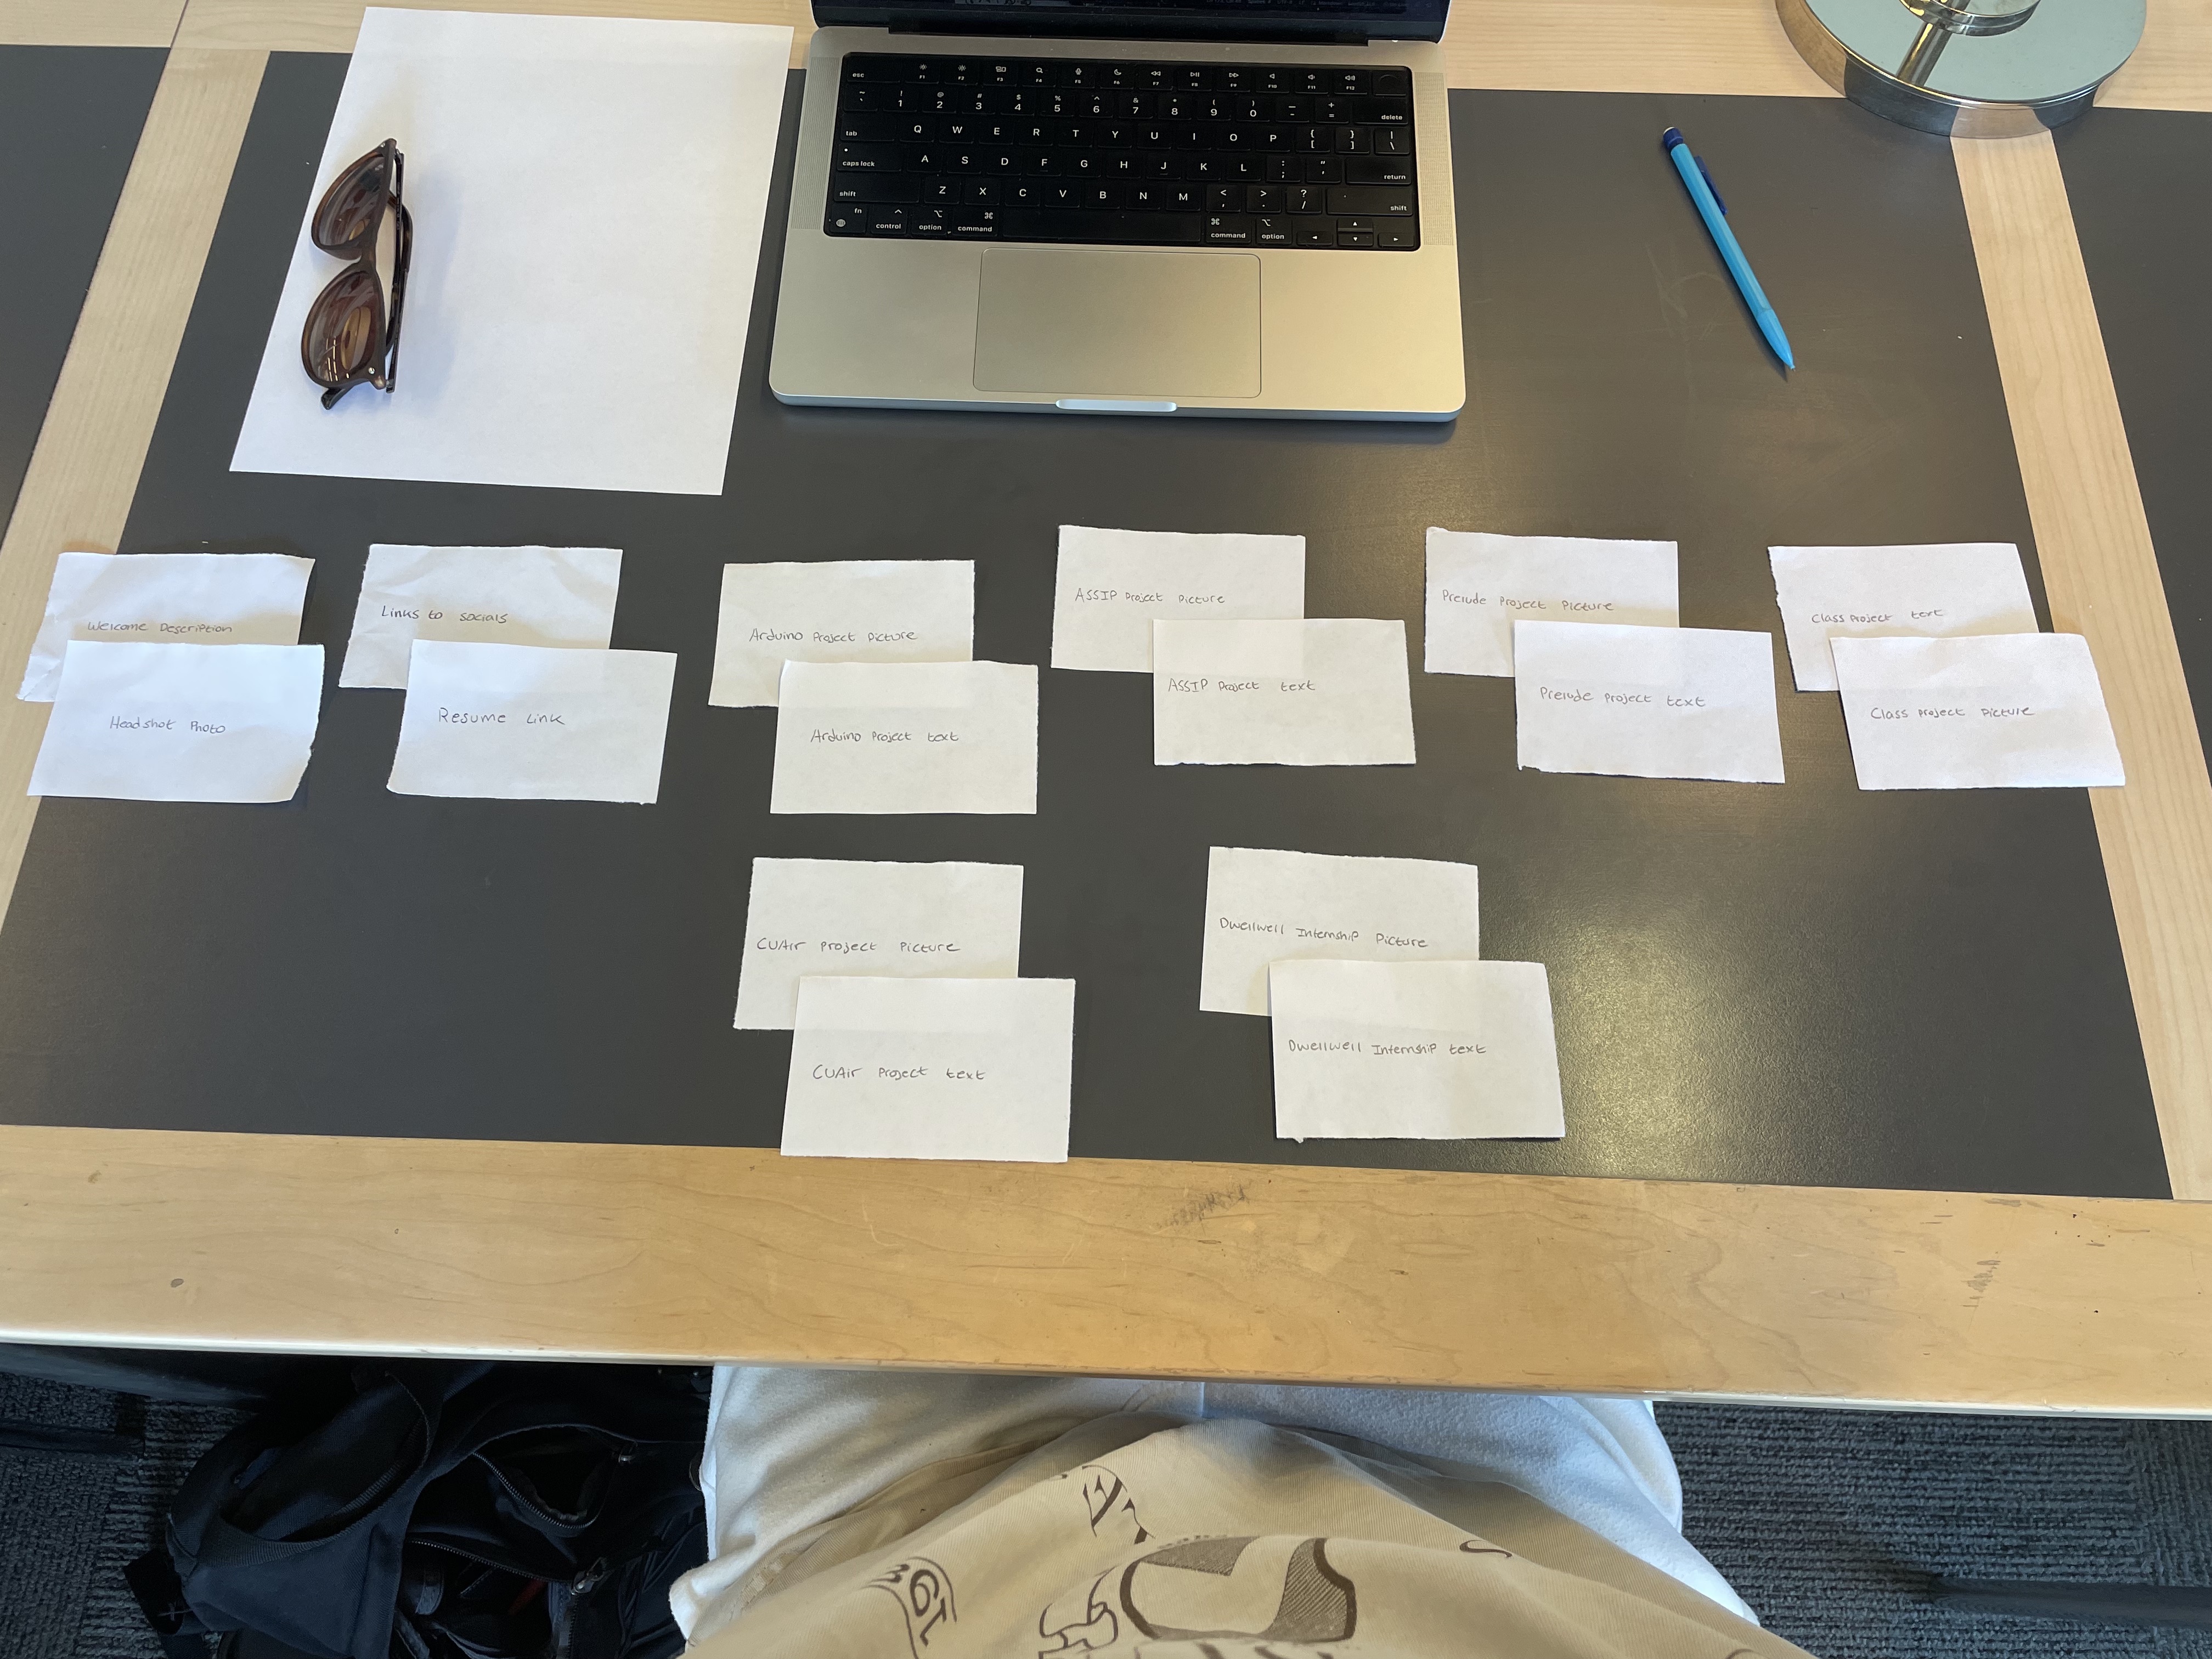 esc F1 F2 F3 F4 F5 F6 F7 F8 F9 F10 F11 F12
~ ` ! 1 @ 2 # 3 $ 4 % 5 ^ 6 & 7 * 8 ( 9 ) 0 — - + = delete
tab Q W E R T Y U I O P { [ } ] | \
caps lock A S D F G H J K L : ; " ' return
shift Z X C V B N M < , > . ? / shift
fn control option command command option
Welcome Description
Headshot Photo
Links to socials
Resume Link
Arduino Project Picture
Arduino Project text
ASSIP Project Picture
ASSIP Project text
Prelude Project Picture
Prelude Project text
Class Project text
Class Project Picture
CUAir Project Picture
CUAir Project text
Dwellwell Internship Picture
Dwellwell Internship text